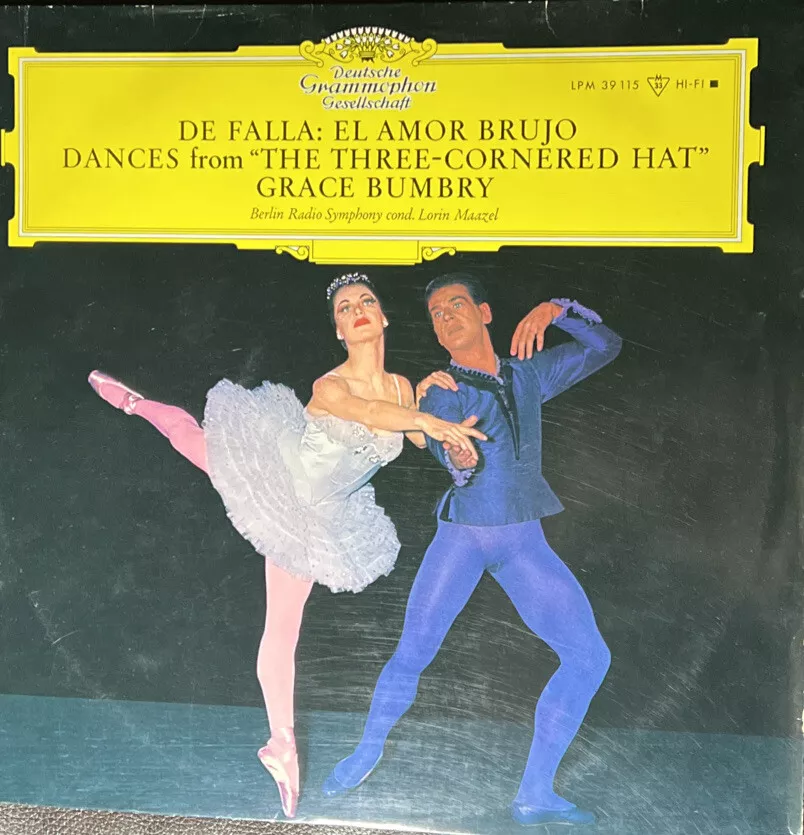 Deutsche
Grammophon
Gesellschaft
LPM 39 115 M 33 HI-FI
DE FALLA: EL AMOR BRUJO
DANCES from “THE THREE-CORNERED HAT”
GRACE BUMBRY
Berlin Radio Symphony cond. Lorin Maazel